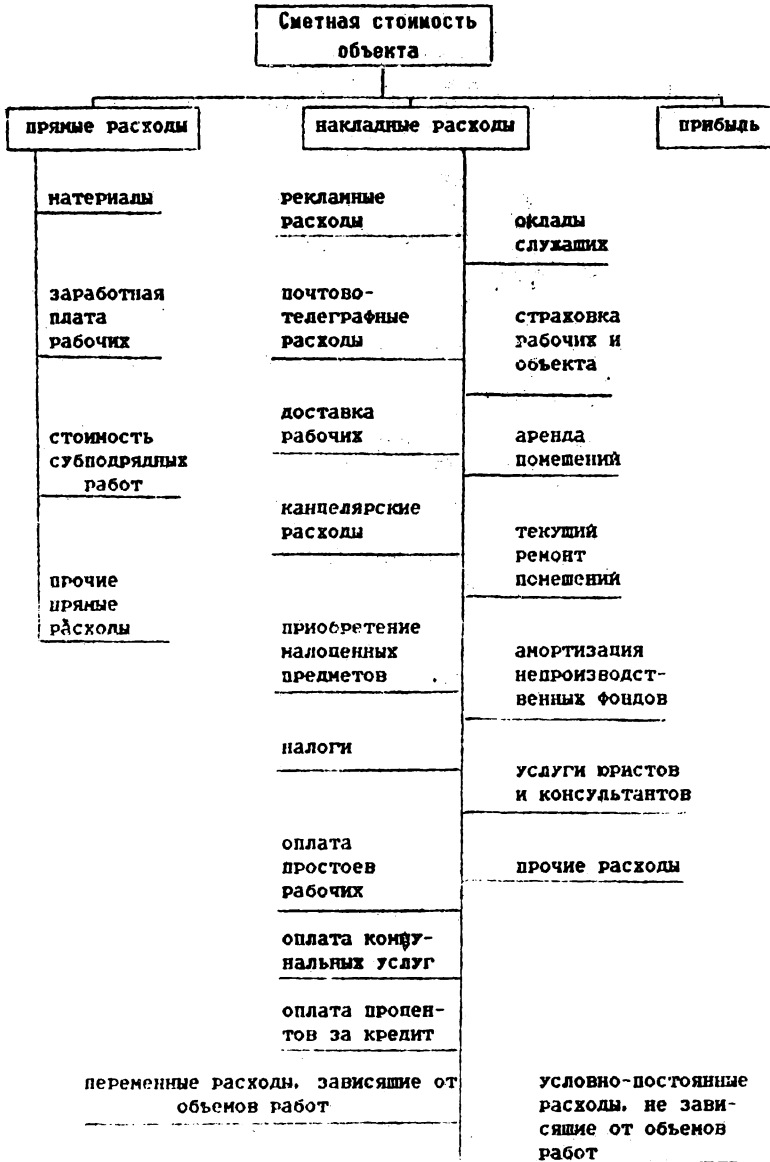 Сметная стоимость
объекта
прямые расходы
накладные расходы
прибыль
материалы
заработная
плата
рабочих
стоимость
субподрядных
работ
прочие
прямые
расходы
рекламные
расходы
почтово-
телеграфные
расходы
доставка
рабочих
канцелярские
расходы
приобретение
малоценных
предметов
налоги
оплата
простоев
рабочих
оплата комму-
нальных услуг
оплата процен-
тов за кредит
переменные расходы, зависящие от
объемов работ
оклады
служащих
страховка
рабочих и
объекта
аренда
помещений
текущий
ремонт
помещений
амортизация
непроизводст-
венных фондов
услуги юристов
и консультантов
прочие расходы
условно-постоянные
расходы, не зави-
сящие от объемов
работ